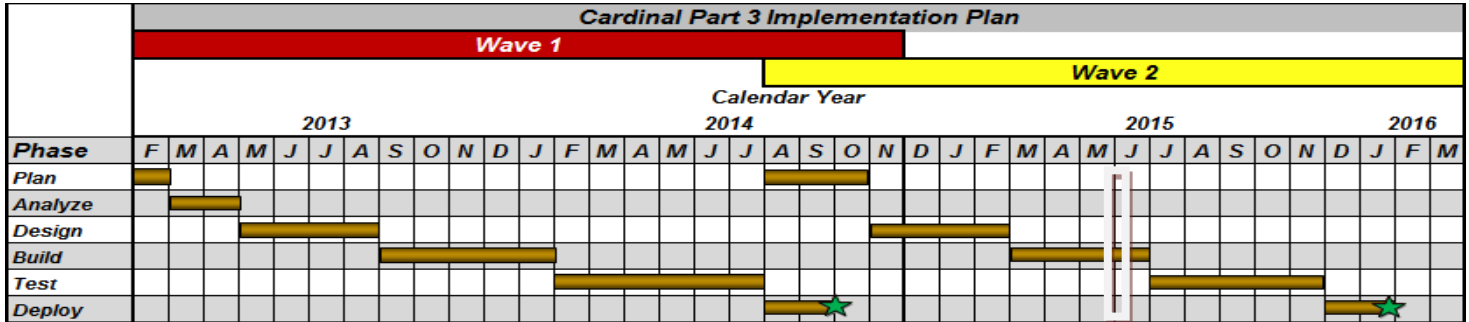 Cardinal Part 3 Implementation Plan
Wave 1
Wave 2
Calendar Year
2013 2014 2015 2016
Phase F M A M J J A S O N D J F M A M J J A S O N D J F M A M J J A S O N D J F M
Plan
Analyze
Design
Build
Test
Deploy